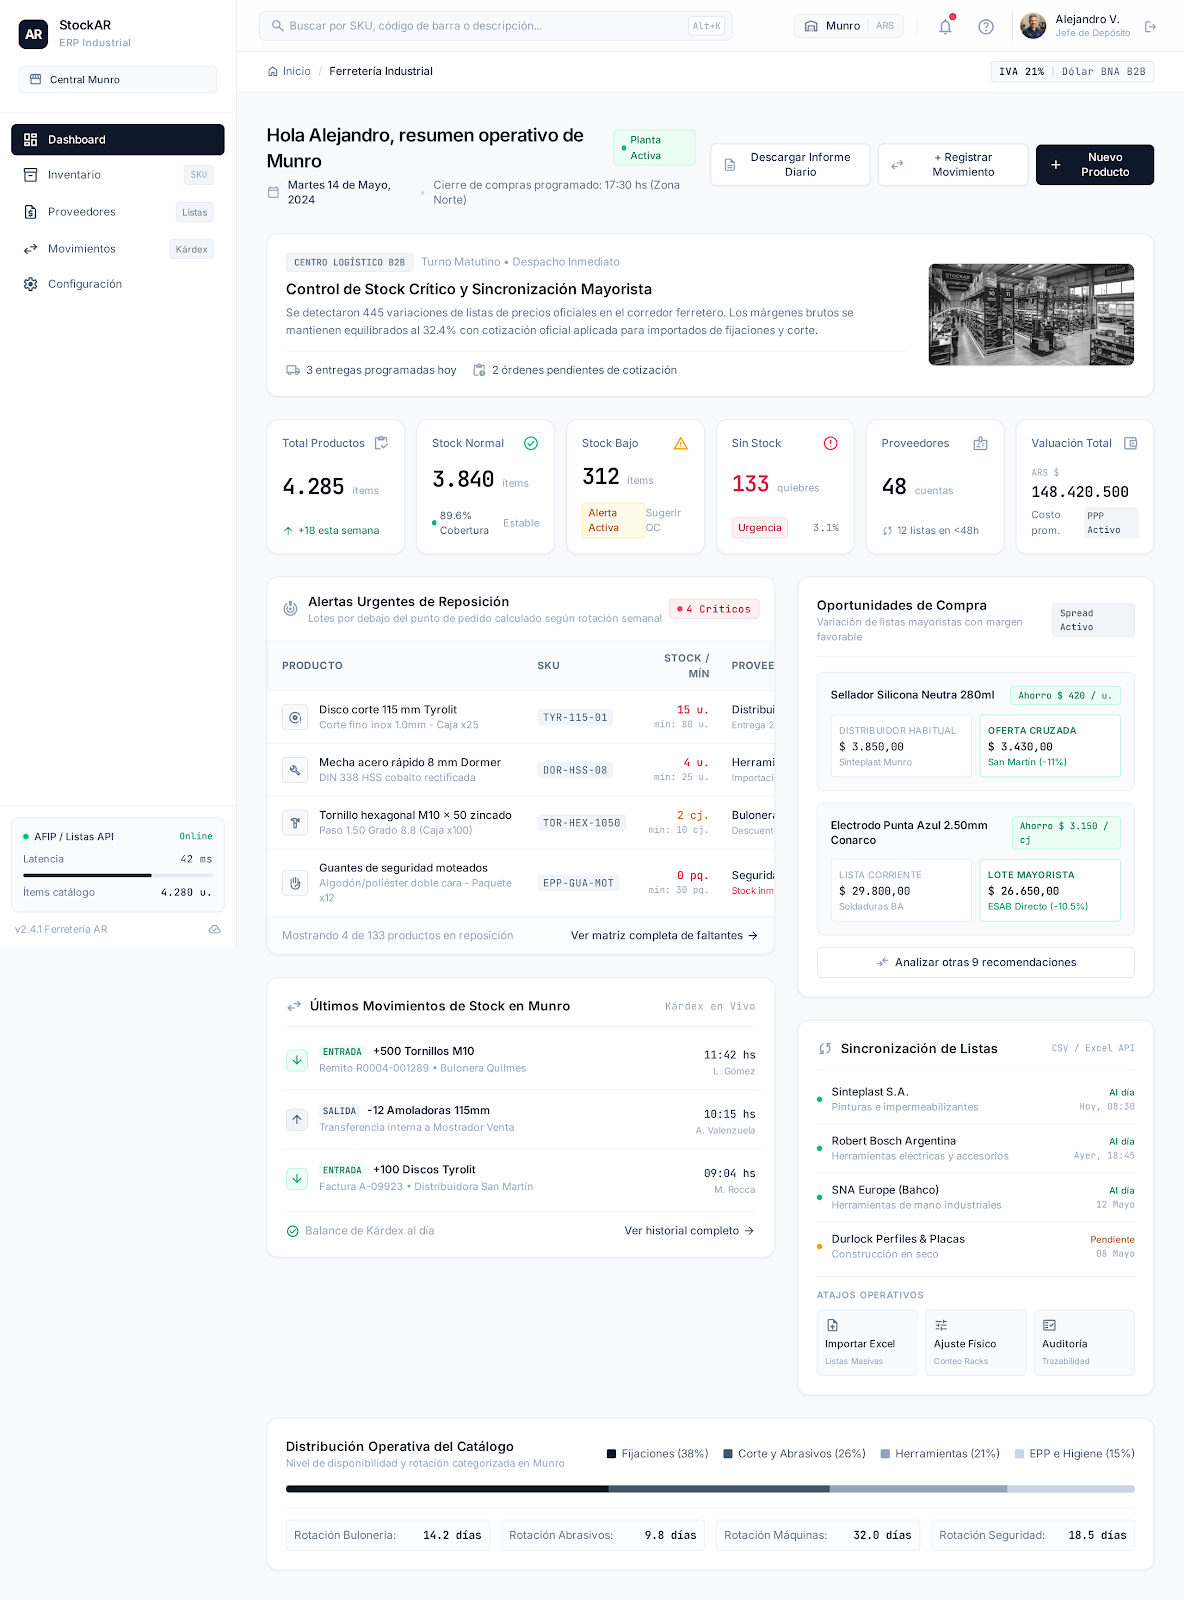 AR
StockAR
ERP Industrial
Central Munro
Dashboard
Inventario
SKU
Proveedores
Listas
Movimientos
Kárdex
Configuración
AFIP / Listas API
Online
Latencia
42 ms
Ítems catálogo
4.280 u.
v2.4.1 Ferretería AR
Buscar por SKU, código de barra o descripción...
Alt+K
Munro
ARS
Alejandro V.
Jefe de Depósito
Inicio / Ferretería Industrial
IVA 21% | Dólar BNA B2B
Hola Alejandro, resumen operativo de
Munro
Planta
Activa
Martes 14 de Mayo,
2024
Cierre de compras programado: 17:30 hs (Zona
Norte)
Descargar Informe
Diario
+ Registrar
Movimiento
Nuevo
Producto
CENTRO LOGÍSTICO B2B
Turno Matutino • Despacho Inmediato
Control de Stock Crítico y Sincronización Mayorista
Se detectaron 445 variaciones de listas de precios oficiales en el corredor ferretero. Los márgenes brutos se
mantienen equilibrados al 32.4% con cotización oficial aplicada para importados de fijaciones y corte.
3 entregas programadas hoy
2 órdenes pendientes de cotización
STOCKAR
Total Productos
4.285 ítems
+18 esta semana
Stock Normal
3.840 ítems
89.6%
Cobertura
Estable
Stock Bajo
312 ítems
Alerta
Activa
Sugerir
OC
Sin Stock
133 quiebres
Urgencia
3.1%
Proveedores
48 cuentas
12 listas en <48h
Valuación Total
ARS $
148.420.500
Costo
prom.
PPP
Activo
Alertas Urgentes de Reposición
Lotes por debajo del punto de pedido calculado según rotación semanal
4 Críticos
PRODUCTO
SKU
STOCK /
MÍN
PROVEE
Disco corte 115 mm Tyrolit
Corte fino inox 1.0mm - Caja x25
TYR-115-01
15 u.
mín: 80 u.
Distribui
Entrega 2
Mecha acero rápido 8 mm Dormer
DIN 338 HSS cobalto rectificada
DOR-HSS-08
4 u.
mín: 25 u.
Herrami
Importaci
Tornillo hexagonal M10 × 50 zincado
Paso 1.50 Grado 8.8 (Caja x100)
TOR-HEX-1050
2 cj.
mín: 10 cj.
Bulonera
Descuent
Guantes de seguridad moteados
Algodón/poliéster doble cara - Paquete
x12
EPP-GUA-MOT
0 pq.
mín: 30 pq.
Segurida
Stock inm
Mostrando 4 de 133 productos en reposición
Ver matriz completa de faltantes →
Oportunidades de Compra
Variación de listas mayoristas con margen
favorable
Spread
Activo
Sellador Silicona Neutra 280ml
Ahorro $ 420 / u.
DISTRIBUIDOR HABITUAL
$ 3.850,00
Sinteplast Munro
OFERTA CRUZADA
$ 3.430,00
San Martín (-11%)
Electrodo Punta Azul 2.50mm
Conarco
Ahorro $ 3.150 /
cj
LISTA CORRIENTE
$ 29.800,00
Soldaduras BA
LOTE MAYORISTA
$ 26.650,00
ESAB Directo (-10.5%)
Analizar otras 9 recomendaciones
Últimos Movimientos de Stock en Munro
Kárdex en Vivo
ENTRADA +500 Tornillos M10
Remito R0004-001289 • Bulonera Quilmes
11:42 hs
L. Gómez
SALIDA -12 Amoladoras 115mm
Transferencia interna a Mostrador Venta
10:15 hs
A. Valenzuela
ENTRADA +100 Discos Tyrolit
Factura A-09923 • Distribuidora San Martín
09:04 hs
M. Rocca
Balance de Kárdex al día
Ver historial completo →
Sincronización de Listas
CSV / Excel API
Sinteplast S.A.
Pinturas e impermeabilizantes
Al día
Hoy, 08:30
Robert Bosch Argentina
Herramientas eléctricas y accesorios
Al día
Ayer, 18:45
SNA Europe (Bahco)
Herramientas de mano industriales
Al día
12 Mayo
Durlock Perfiles & Placas
Construcción en seco
Pendiente
08 Mayo
ATAJOS OPERATIVOS
Importar Excel
Listas Masivas
Ajuste Físico
Conteo Racks
Auditoría
Trazabilidad
Distribución Operativa del Catálogo
Nivel de disponibilidad y rotación categorizada en Munro
Fijaciones (38%)
Corte y Abrasivos (26%)
Herramientas (21%)
EPP e Higiene (15%)
Rotación Bulonería: 14.2 días
Rotación Abrasivos: 9.8 días
Rotación Máquinas: 32.0 días
Rotación Seguridad: 18.5 días